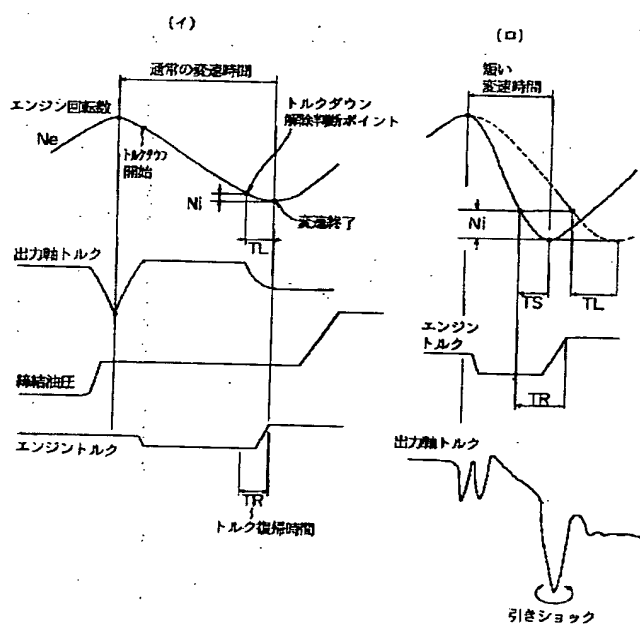 (イ)
通常の変速時間
エンジン回転数
Ne
トルクダウン
開始
トルクダウン
解除判断ポイント
Ni
変速終了
TL
出力軸トルク
締結油圧
エンジントルク
TR
トルク復帰時間
(ロ)
短い
変速時間
Ni
TS
TL
エンジン
トルク
TR
出力軸トルク
引きショック